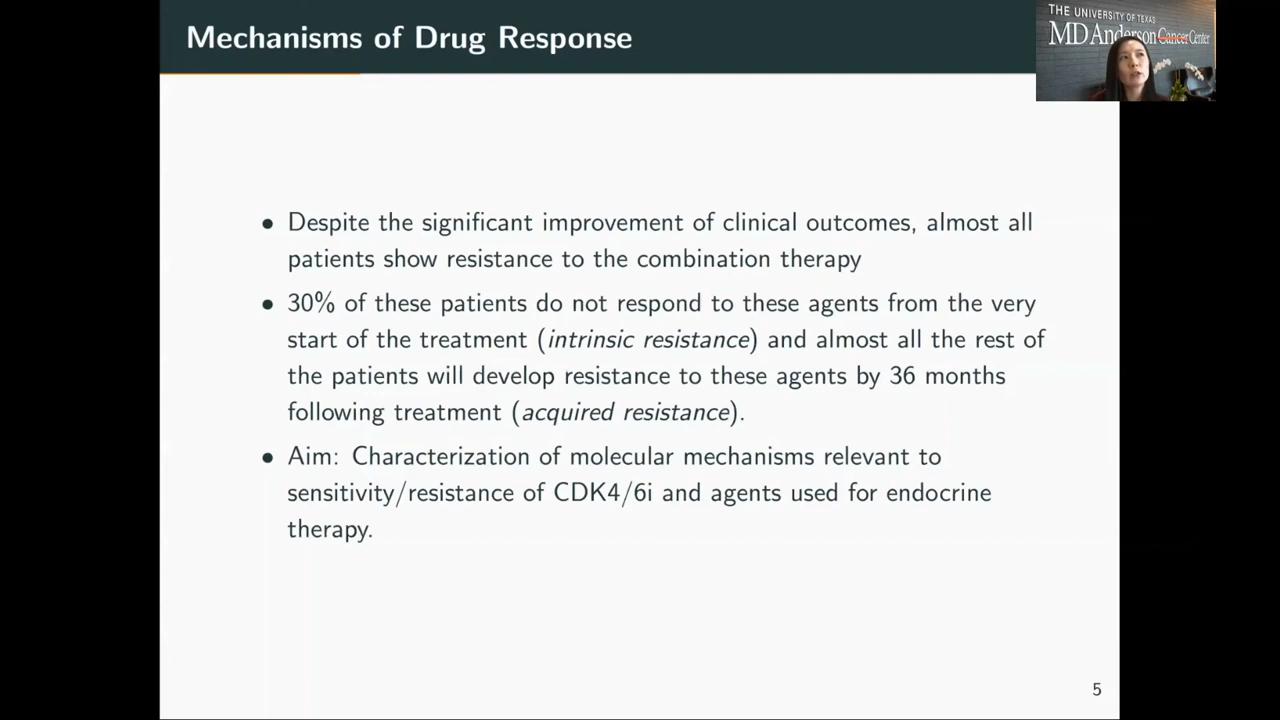 Mechanisms of Drug Response
THE UNIVERSITY OF TEXAS
MD Anderson Cancer Center
• Despite the significant improvement of clinical outcomes, almost all
patients show resistance to the combination therapy
• 30% of these patients do not respond to these agents from the very
start of the treatment (intrinsic resistance) and almost all the rest of
the patients will develop resistance to these agents by 36 months
following treatment (acquired resistance).
• Aim: Characterization of molecular mechanisms relevant to
sensitivity/resistance of CDK4/6i and agents used for endocrine
therapy.
5